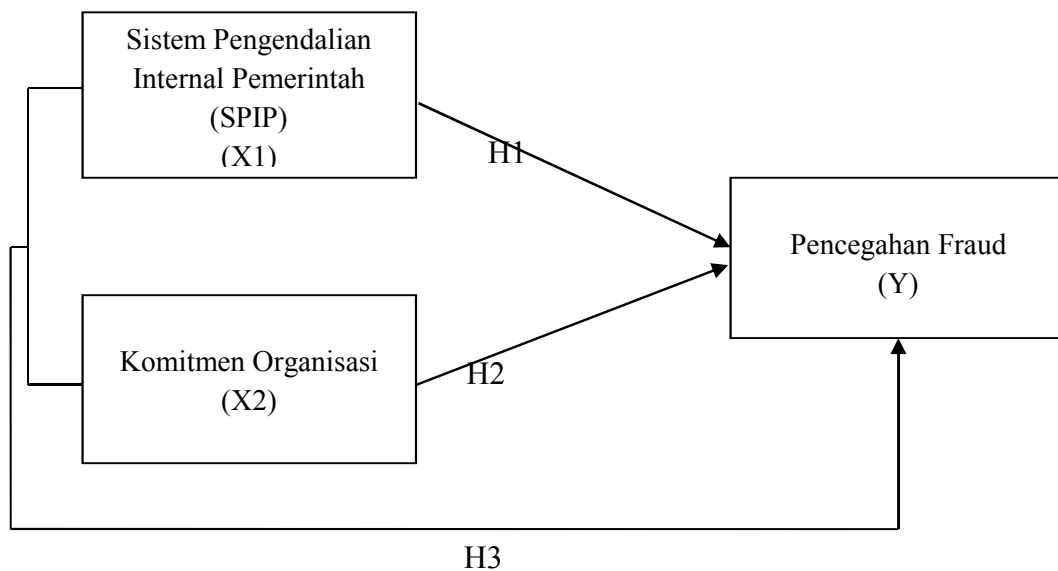 Sistem Pengendalian
Internal Pemerintah
(SPIP)
(X1)
H1
Pencegahan Fraud
(Y)
Komitmen Organisasi
(X2)
H2
H3